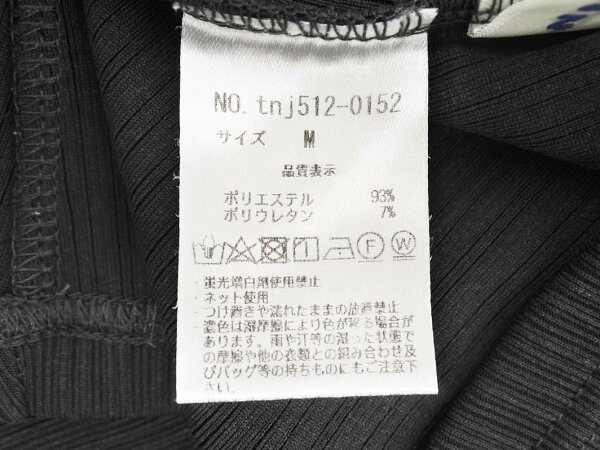 NO. tnj512-0152
サイズ M
品質表示
ポリエステル 93%
ポリウレタン 7%
F W
・蛍光増白剤使用禁止
・ネット使用
・つけ置きや濡れたままの放置禁止
濃色は湿摩擦により色が移る場合が
あります。雨や汗等の湿った状態で
の摩擦や他の衣類との組み合わせ及
びバッグ等の持ちものにもご注意下
さい。